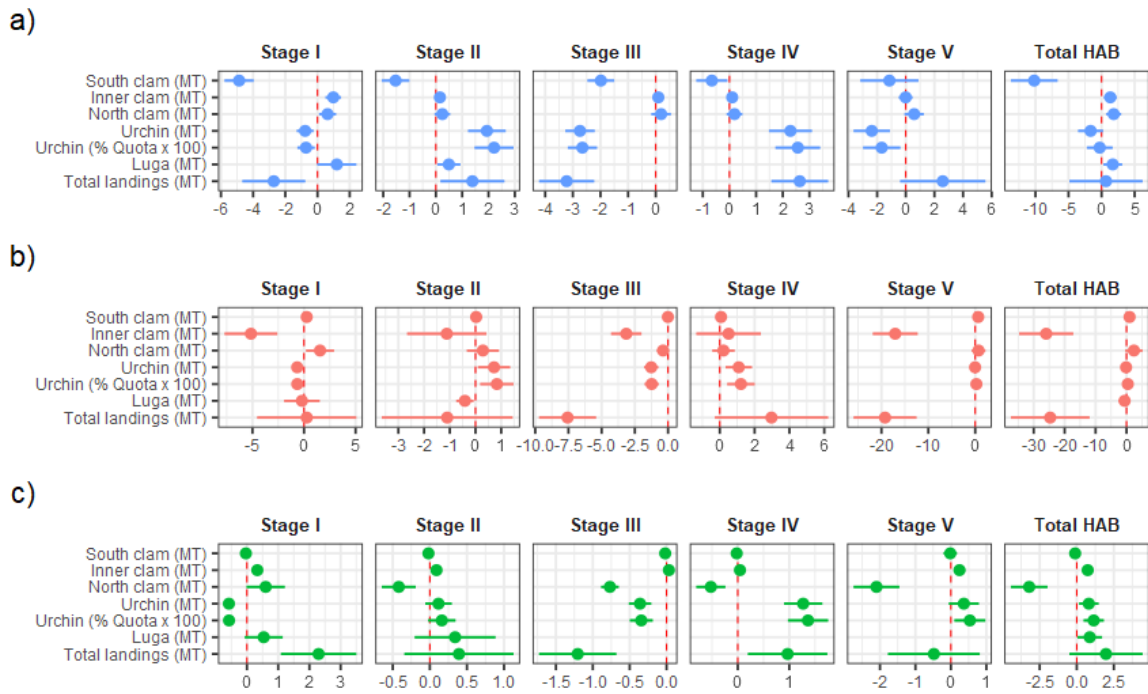 a)
Stage I Stage II Stage III Stage IV Stage V Total HAB
South clam (MT)
Inner clam (MT)
North clam (MT)
Urchin (MT)
Urchin (% Quota x 100)
Luga (MT)
Total landings (MT)
-6 -4 -2 0 2 -2 -1 0 1 2 3 -4 -3 -2 -1 0 -1 0 1 2 3 -4 -2 0 2 4 6 -10 -5 0 5
b)
Stage I Stage II Stage III Stage IV Stage V Total HAB
South clam (MT)
Inner clam (MT)
North clam (MT)
Urchin (MT)
Urchin (% Quota x 100)
Luga (MT)
Total landings (MT)
-5 0 5 -3 -2 -1 0 1 -10.0 -7.5 -5.0 -2.5 0.0 0 2 4 6 -20 -10 0 -30 -20 -10 0
c)
Stage I Stage II Stage III Stage IV Stage V Total HAB
South clam (MT)
Inner clam (MT)
North clam (MT)
Urchin (MT)
Urchin (% Quota x 100)
Luga (MT)
Total landings (MT)
0 1 2 3 -0.5 0.0 0.5 1.0 -1.5 -1.0 -0.5 0.0 0 1 -2 -1 0 1 -2.5 0.0 2.5